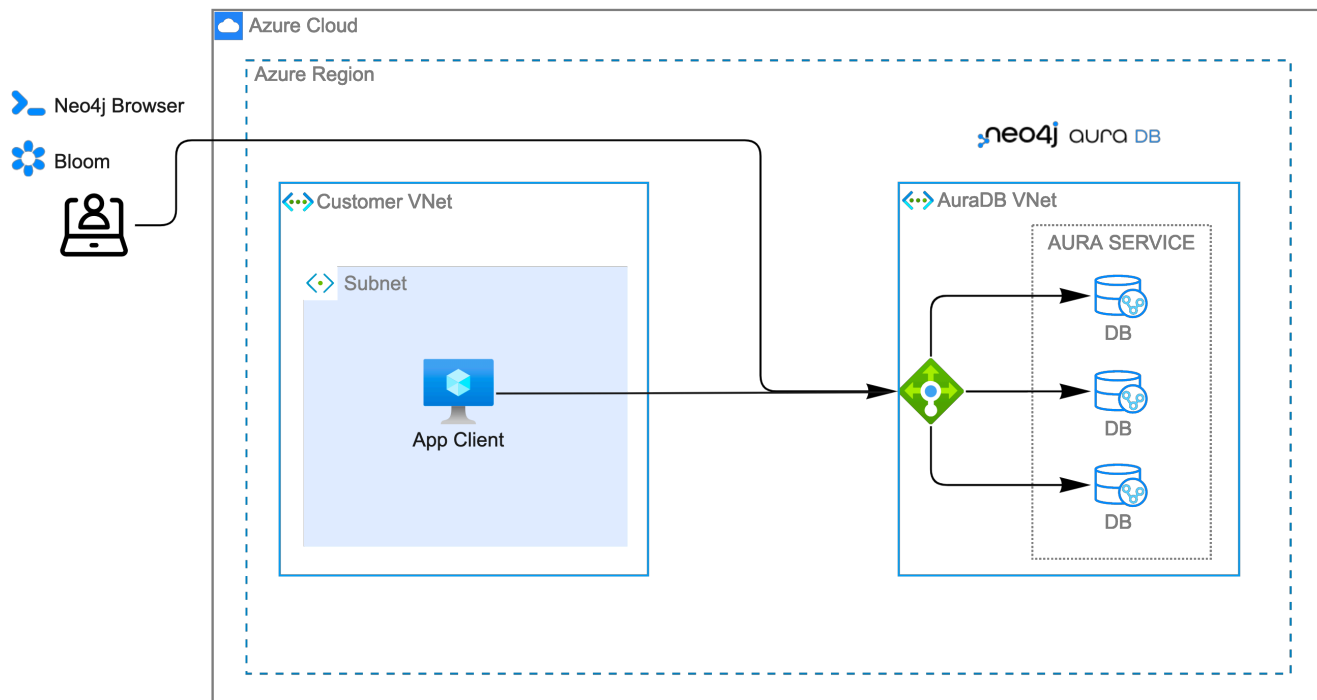 Azure Cloud
Azure Region
Neo4j Browser
Bloom
neo4j aura DB
Customer VNet
AuraDB VNet
AURA SERVICE
Subnet
DB
DB
App Client
DB